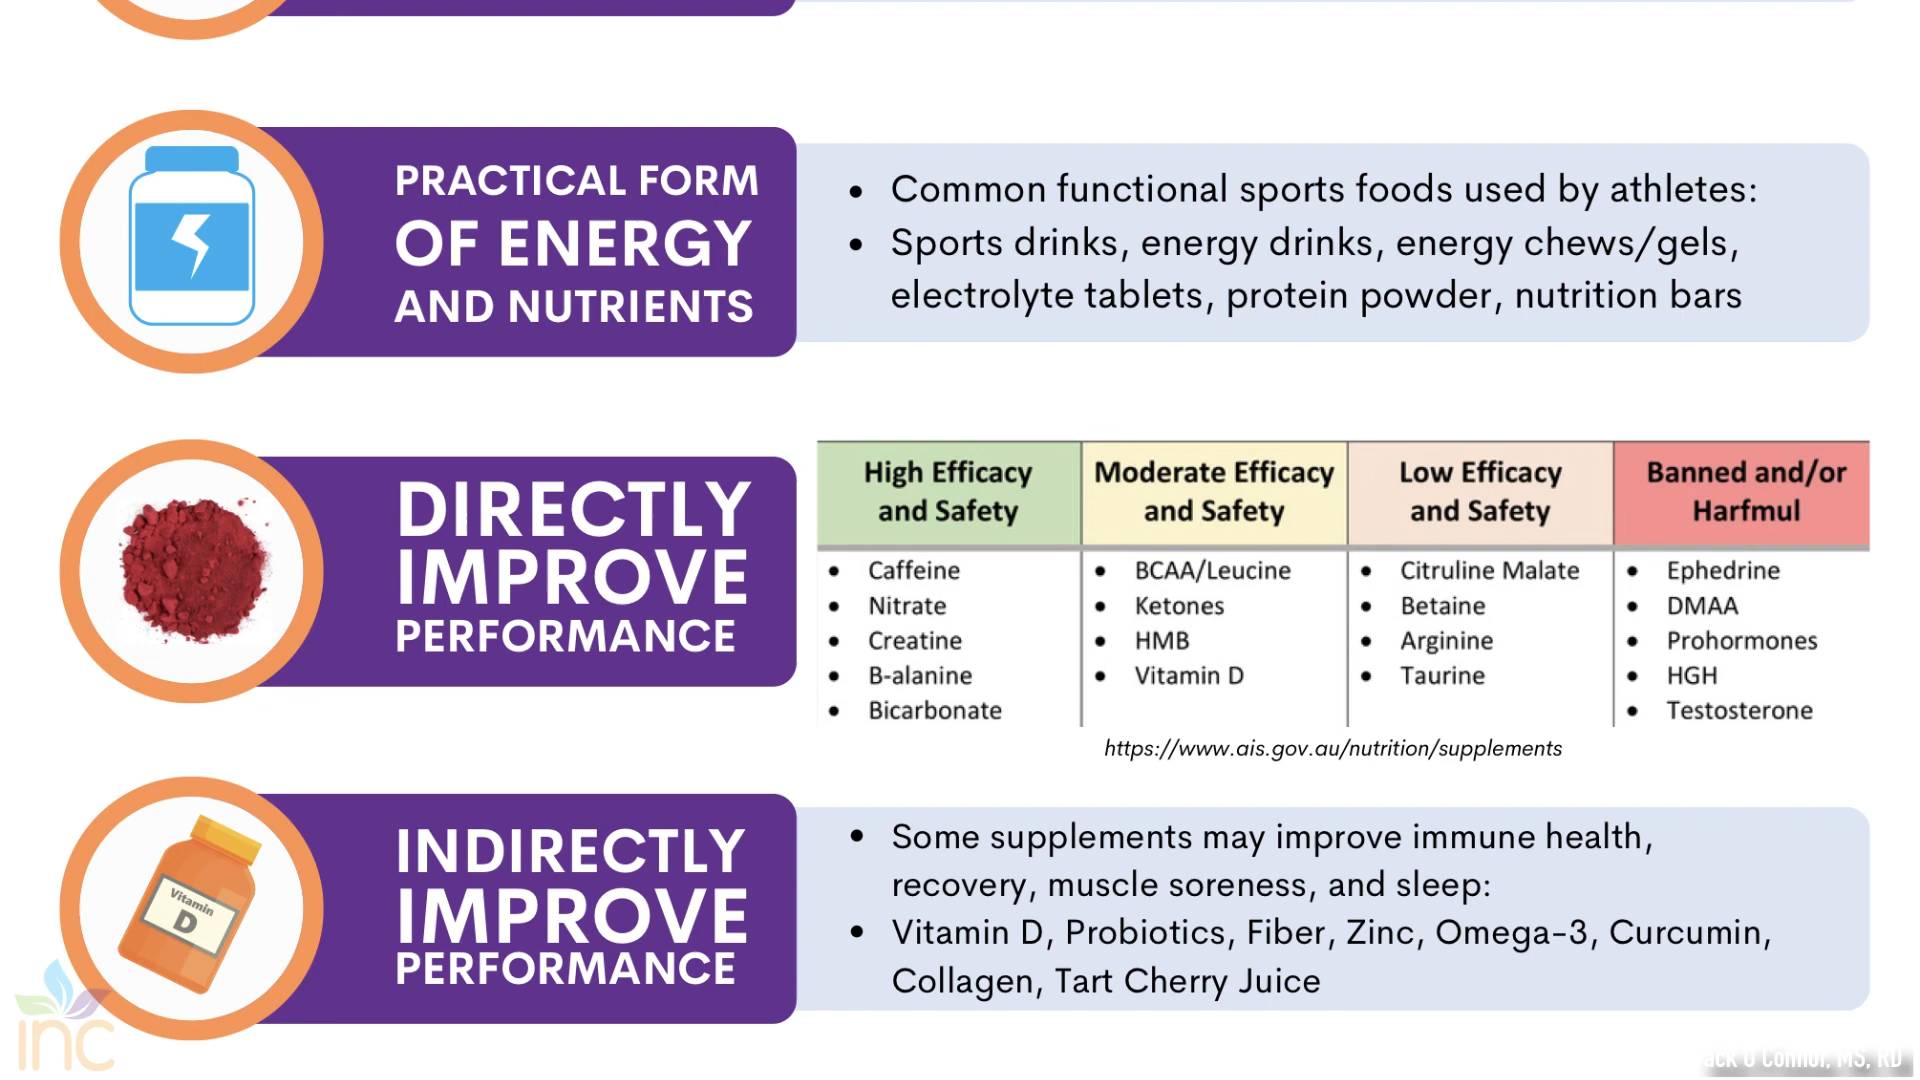 PRACTICAL FORM
OF ENERGY
AND NUTRIENTS
• Common functional sports foods used by athletes:
• Sports drinks, energy drinks, energy chews/gels,
electrolyte tablets, protein powder, nutrition bars
DIRECTLY
IMPROVE
PERFORMANCE
High Efficacy
and Safety
• Caffeine
• Nitrate
• Creatine
• B-alanine
• Bicarbonate
Moderate Efficacy
and Safety
• BCAA/Leucine
• Ketones
• HMB
• Vitamin D
Low Efficacy
and Safety
• Citruline Malate
• Betaine
• Arginine
• Taurine
Banned and/or
Harfmul
• Ephedrine
• DMAA
• Prohormones
• HGH
• Testosterone
https://www.ais.gov.au/nutrition/supplements
Vitamin
D
INDIRECTLY
IMPROVE
PERFORMANCE
• Some supplements may improve immune health,
recovery, muscle soreness, and sleep:
• Vitamin D, Probiotics, Fiber, Zinc, Omega-3, Curcumin,
Collagen, Tart Cherry Juice
inc
O'Connor, MS, RD